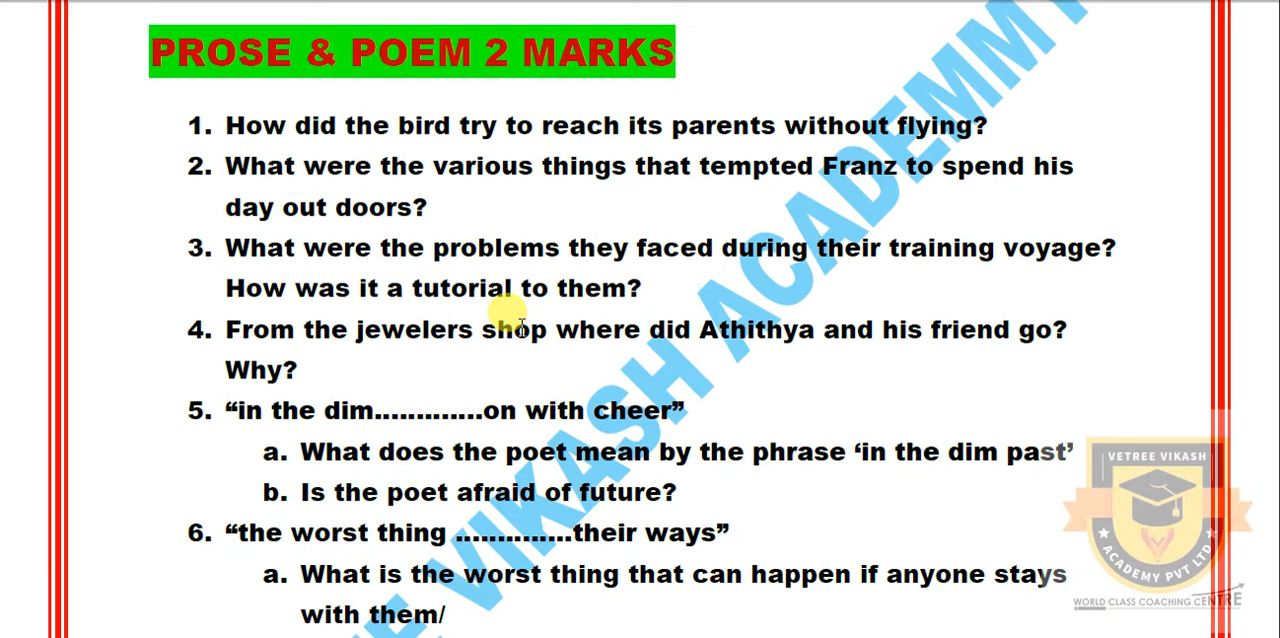 PROSE & POEM 2 MARKS
1. How did the bird try to reach its parents without flying?
2. What were the various things that tempted Franz to spend his
day out doors?
3. What were the problems they faced during their training voyage?
How was it a tutorial to them?
4. From the jewelers shop where did Athithya and his friend go?
Why?
5. “in the dim.............on with cheer”
a. What does the poet mean by the phrase ‘in the dim past’
b. Is the poet afraid of future?
6. “the worst thing ..............their ways”
a. What is the worst thing that can happen if anyone stays
with them/
VIKASH ACADEMMY
VETREE VIKASH
ACADEMY PVT LTD
WORLD CLASS COACHING CENTRE